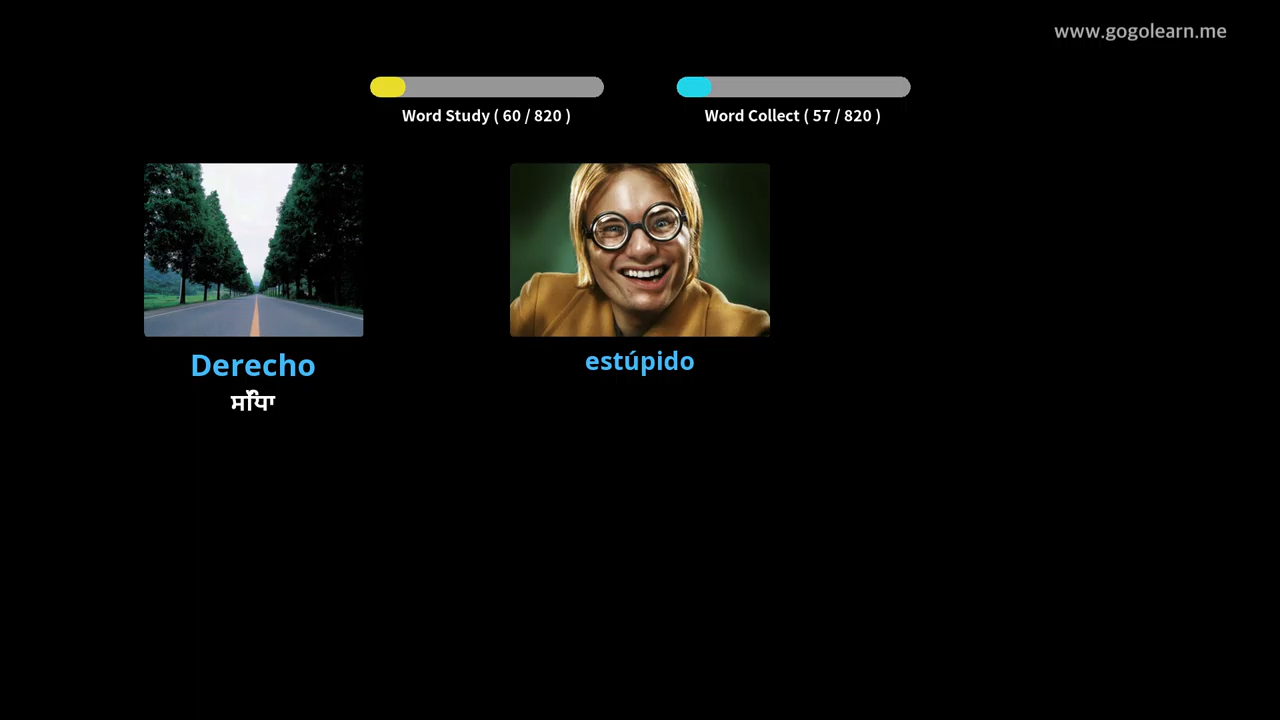 www.gogolearn.me
Word Study ( 60 / 820 )
Word Collect ( 57 / 820 )
Derecho
ਸਿੱਧਾ
estúpido